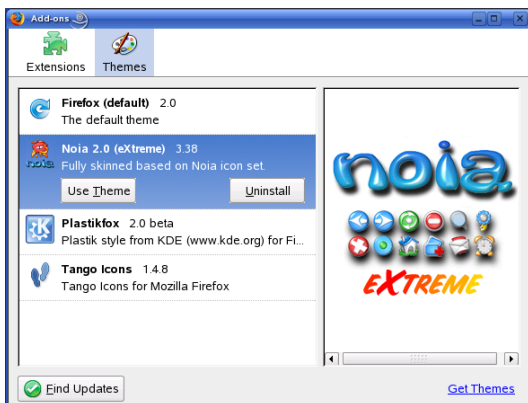 Add-ons
Extensions
Themes
Firefox (default) 2.0
The default theme
Noia 2.0 (eXtreme) 3.38
Fully skinned based on Noia icon set.
Use Theme
Uninstall
Plastikfox 2.0 beta
Plastik style from KDE (www.kde.org) for Fi...
Tango Icons 1.4.8
Tango Icons for Mozilla Firefox
noia
eXTREME
Find Updates
Get Themes